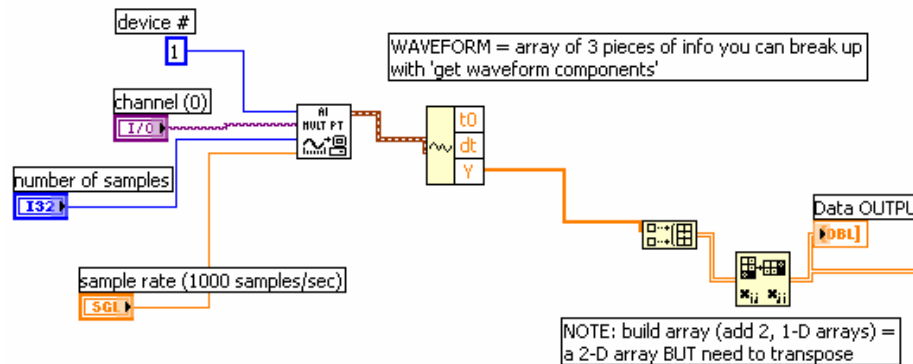 device #
1
WAVEFORM = array of 3 pieces of info you can break up
with 'get waveform components'
channel (0)
I/O
AI
MULT PT
t0
dt
Y
number of samples
I32
Data OUTPU
DBL]
sample rate (1000 samples/sec)
SGL
NOTE: build array (add 2, 1-D arrays) =
a 2-D array BUT need to transpose